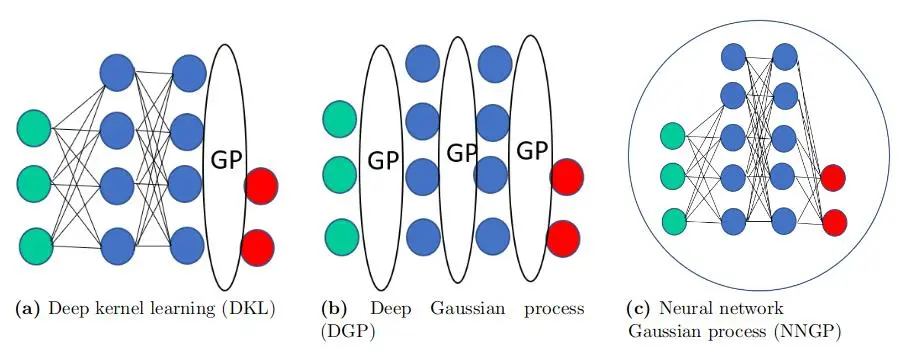 GP
GP
GP
GP
(a) Deep kernel learning (DKL)
(b) Deep Gaussian process
(DGP)
(c) Neural network
Gaussian process (NNGP)